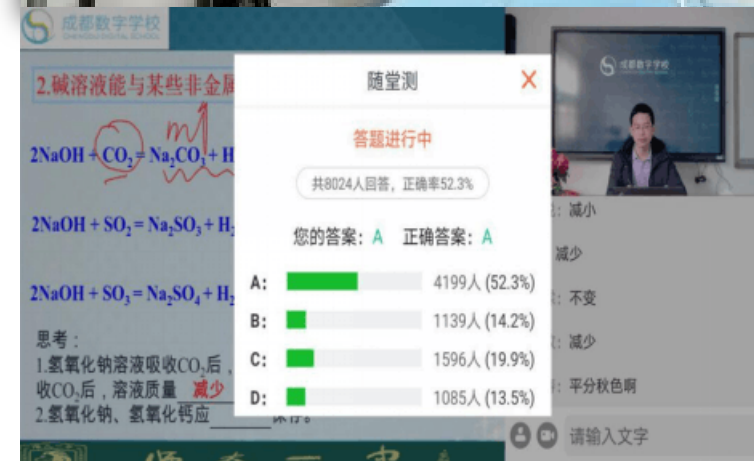 成都数字学校
CHENGDU DIGITAL SCHOOL
2.碱溶液能与某些非金属
2NaOH + CO₂ = Na₂CO₃ + H
m↑
2NaOH + SO₂ = Na₂SO₃ + H₂
2NaOH + SO₃ = Na₂SO₄ + H₂
思考：
1.氢氧化钠溶液吸收CO₂后，
收CO₂后，溶液质量 减少
2.氢氧化钠、氢氧化钙应 保存。
随堂测
X
答题进行中
共8024人回答，正确率52.3%
您的答案： A 正确答案： A
A： 4199人 (52.3%)
B： 1139人 (14.2%)
C： 1596人 (19.9%)
D： 1085人 (13.5%)
成都数字学校
： 减小
减少
： 不变
： 减少
： 平分秋色啊
请输入文字